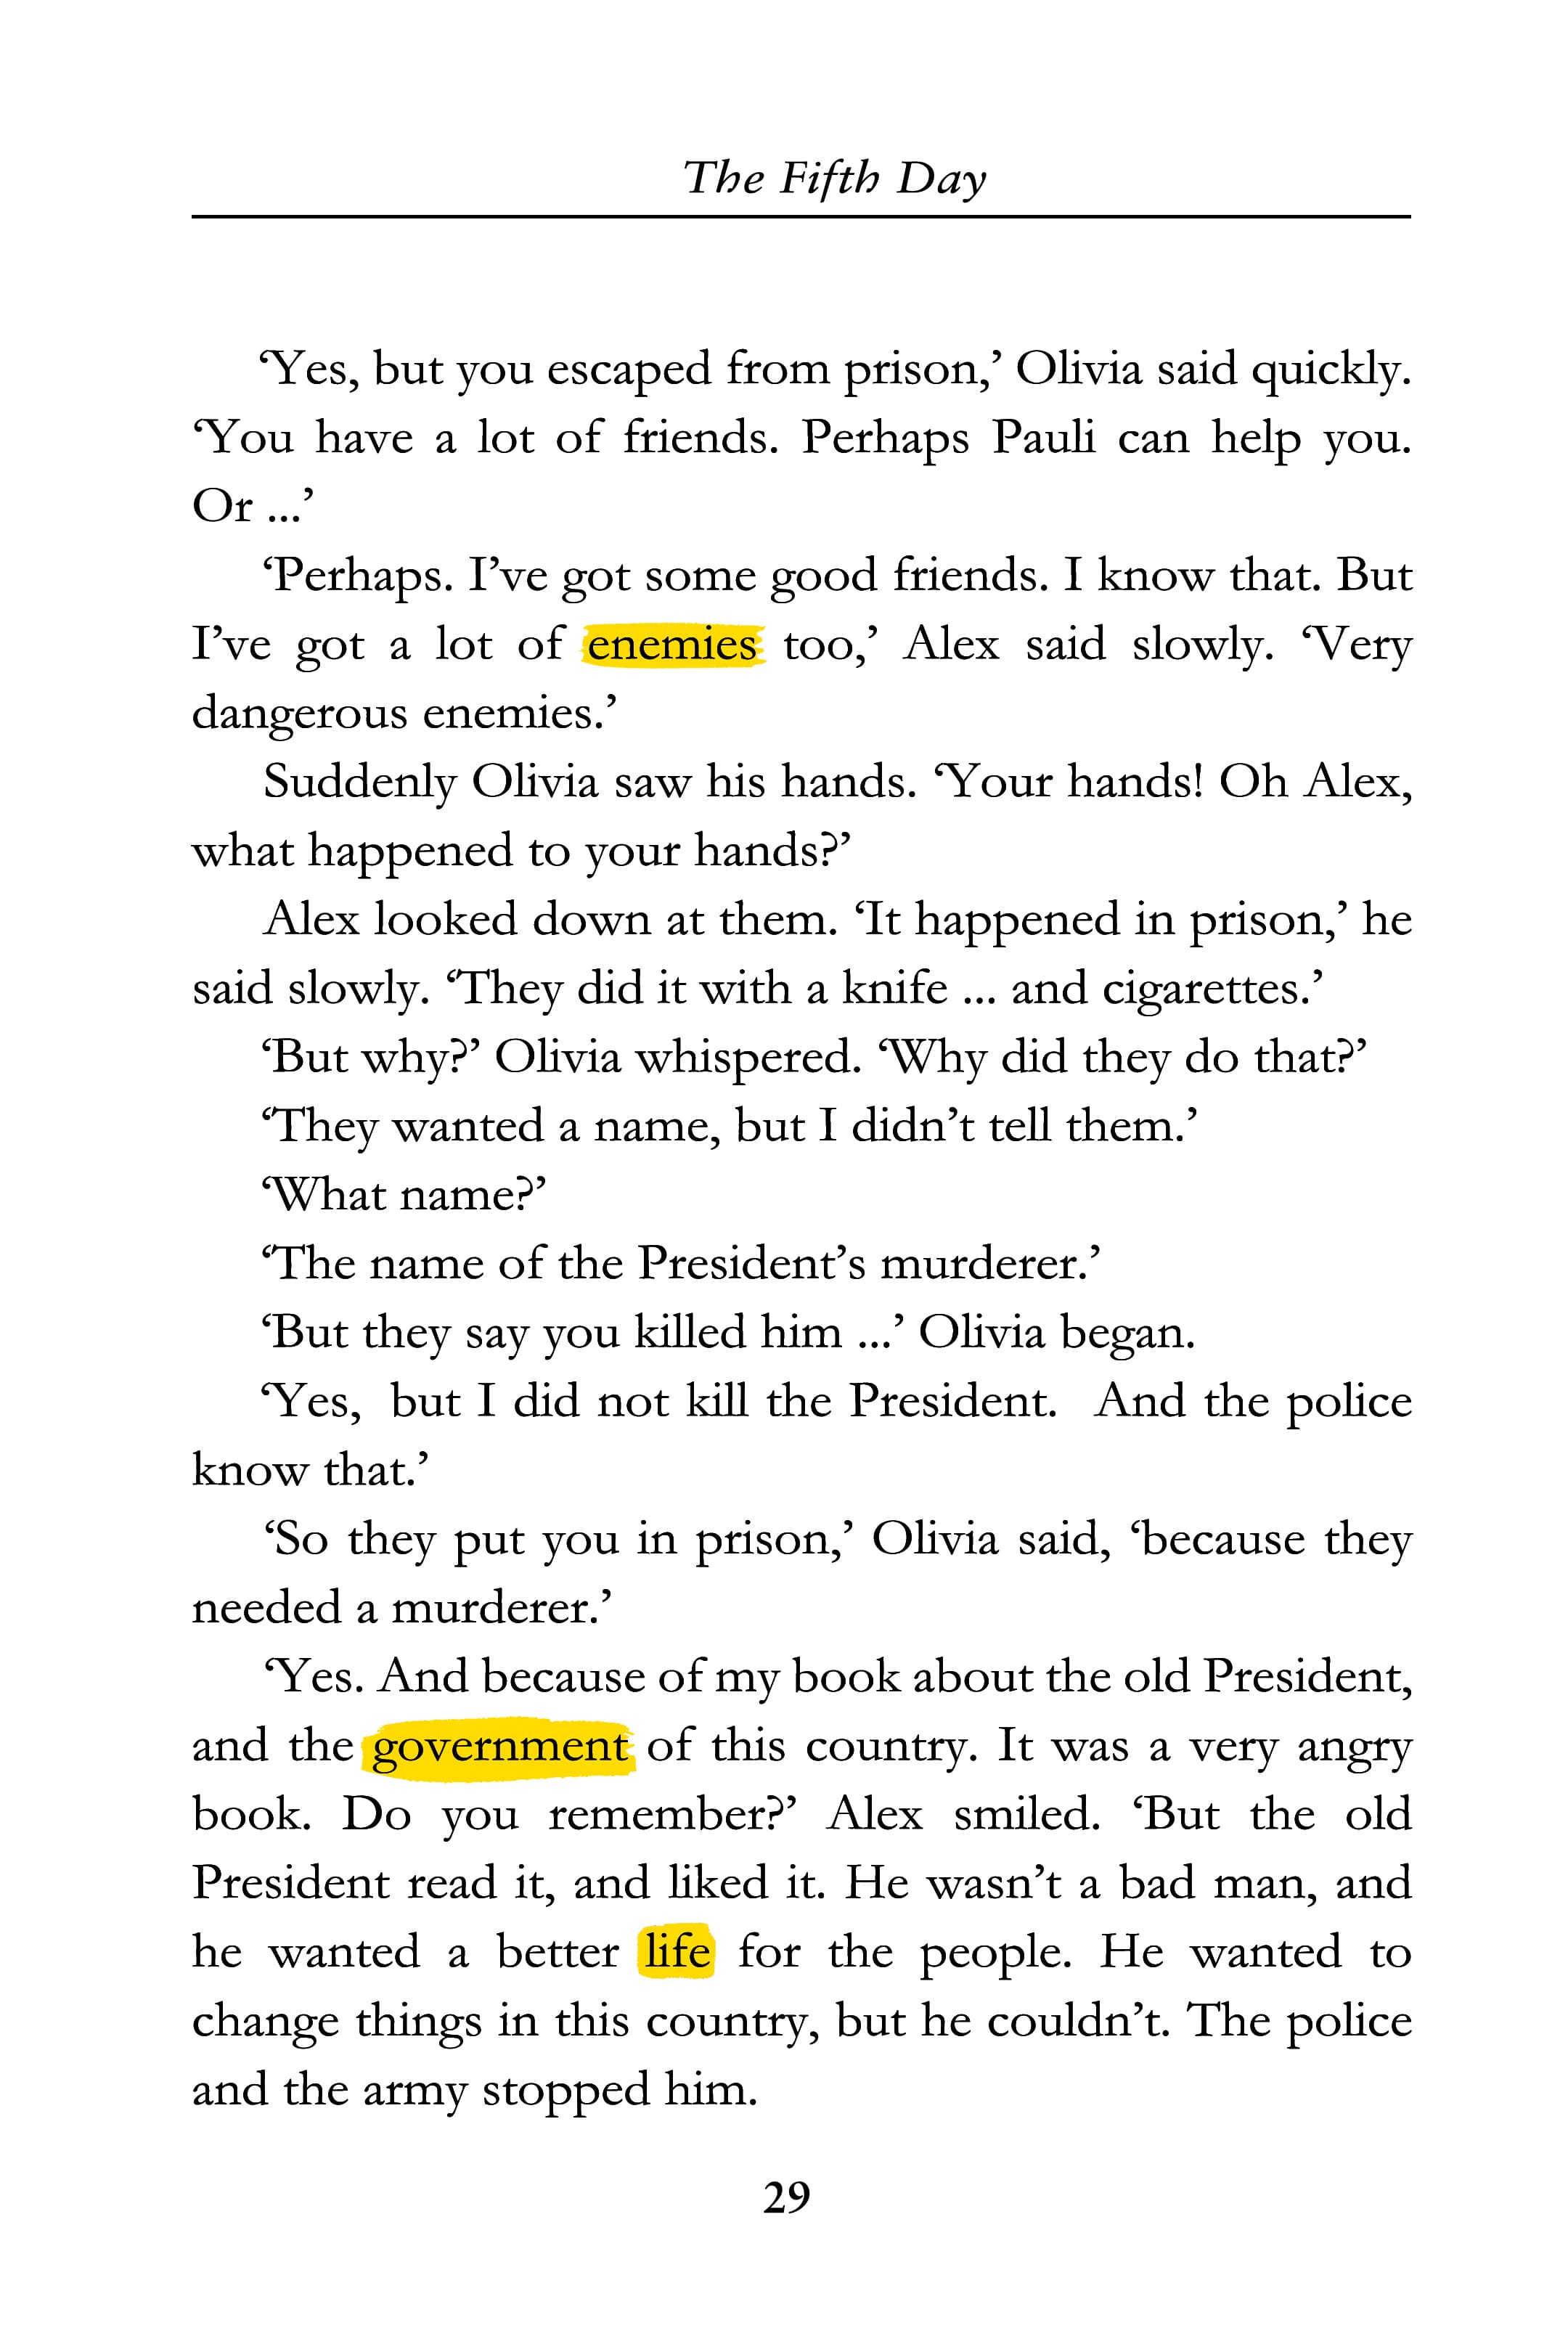 The Fifth Day
‘Yes, but you escaped from prison,’ Olivia said quickly.
‘You have a lot of friends. Perhaps Pauli can help you.
Or ...’
‘Perhaps. I’ve got some good friends. I know that. But
I’ve got a lot of enemies too,’ Alex said slowly. ‘Very
dangerous enemies.’
Suddenly Olivia saw his hands. ‘Your hands! Oh Alex,
what happened to your hands?’
Alex looked down at them. ‘It happened in prison,’ he
said slowly. ‘They did it with a knife ... and cigarettes.’
‘But why?’ Olivia whispered. ‘Why did they do that?’
‘They wanted a name, but I didn’t tell them.’
‘What name?’
‘The name of the President’s murderer.’
‘But they say you killed him ...’ Olivia began.
‘Yes, but I did not kill the President. And the police
know that.’
‘So they put you in prison,’ Olivia said, ‘because they
needed a murderer.’
‘Yes. And because of my book about the old President,
and the government of this country. It was a very angry
book. Do you remember?’ Alex smiled. ‘But the old
President read it, and liked it. He wasn’t a bad man, and
he wanted a better life for the people. He wanted to
change things in this country, but he couldn’t. The police
and the army stopped him.
29